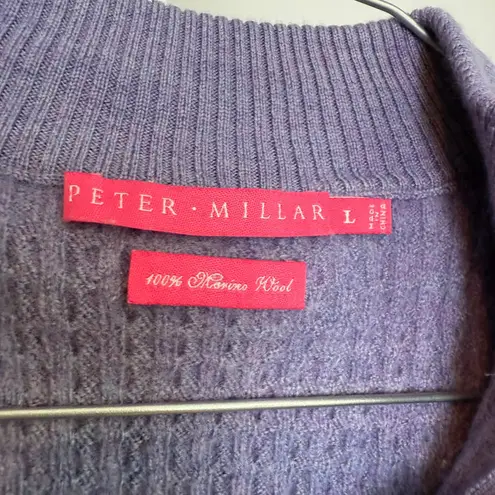 PETER · MILLAR L MADE IN CHINA
100% Merino Wool